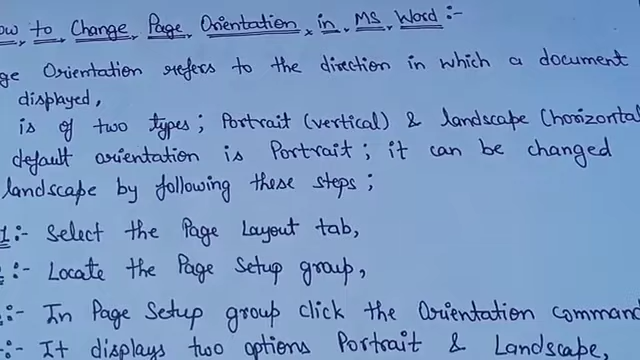 ow to Change Page Orientation in MS Word:-
ge Orientation refers to the direction in which a document
displayed,
is of two types; Portrait (vertical) & landscape (horizontal
default orientation is Portrait; it can be changed
landscape by following these steps;
1:- Select the Page Layout tab,
:- Locate the Page Setup group,
:- In Page Setup group click the Orientation command
:- It displays two options Portrait & Landscape,